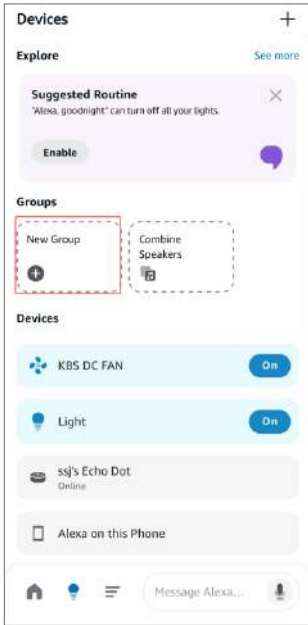 Devices
Explore
See more
Suggested Routine
"Alexa, goodnight" can turn off all your lights.
Enable
Groups
New Group
Combine
Speakers
Devices
KBS DC FAN
On
Light
On
ssj's Echo Dot
Online
Alexa on this Phone
Message Alexa...